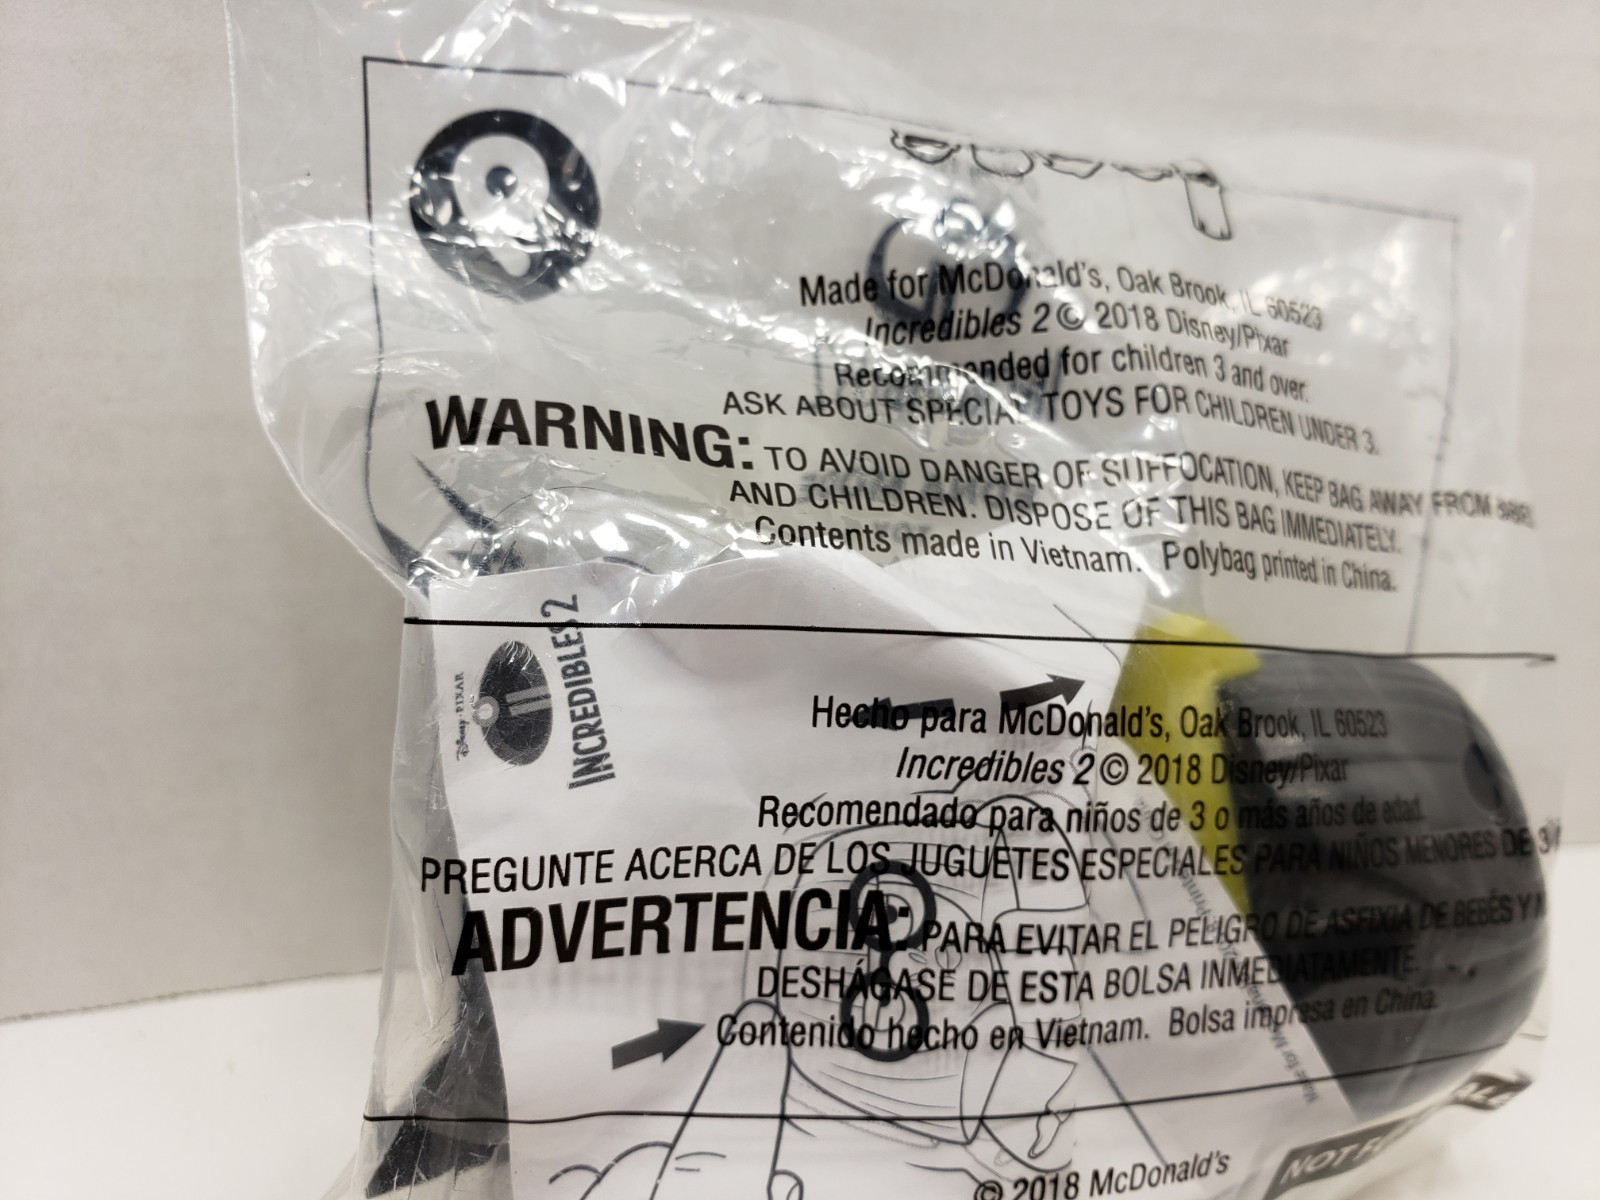 Made for McDonald's, Oak Brook, IL 60523
Incredibles 2 © 2018 Disney/Pixar
Recommended for children 3 and over.
ASK ABOUT SPECIAL TOYS FOR CHILDREN UNDER 3.
WARNING: TO AVOID DANGER OF SUFFOCATION, KEEP BAG AWAY FROM
AND CHILDREN. DISPOSE OF THIS BAG IMMEDIATELY.
Contents made in Vietnam. Polybag printed in China.
Disney · PIXAR
INCREDIBLES 2
Hecho para McDonald's, Oak Brook, IL 60523
Incredibles 2 © 2018 Disney/Pixar
Recomendado para niños de 3 o más años de edad.
PREGUNTE ACERCA DE LOS JUGUETES ESPECIALES PARA NIÑOS MENORES DE 3
ADVERTENCIA: PARA EVITAR EL PELIGRO DE ASFIXIA DE BEBÉS Y
DESHÁGASE DE ESTA BOLSA INMEDIATAMENTE.
Contenido hecho en Vietnam. Bolsa impresa en China.
© 2018 McDonald's
NOT